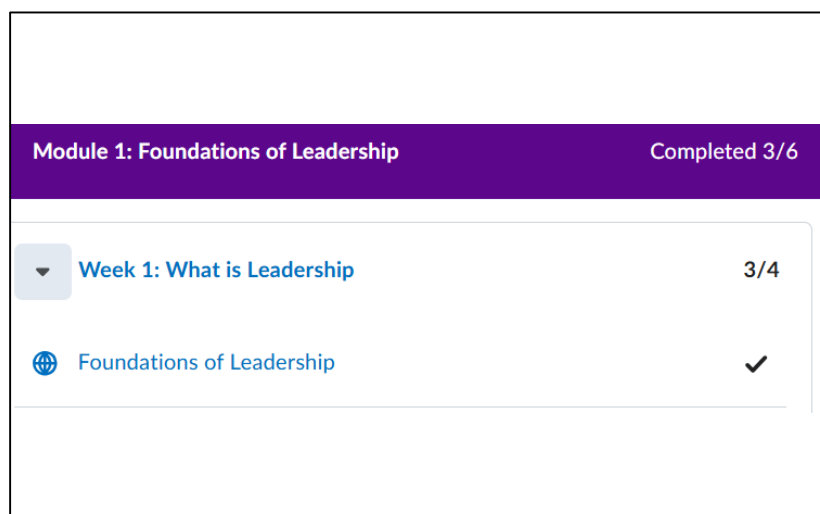 Module 1: Foundations of Leadership Completed 3/6
Week 1: What is Leadership 3/4
Foundations of Leadership